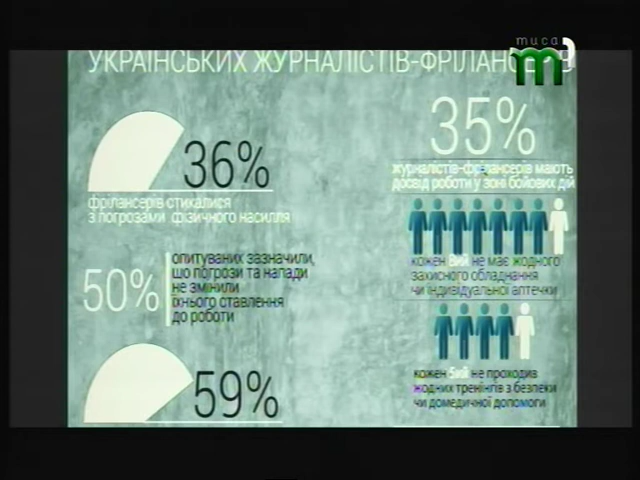 тиса
УКРАЇНСЬКИХ ЖУРНАЛІСТІВ-ФРІЛАНСЕРІВ
36%
фрілансерів стикалися
з погрозами фізичного насилля
50%
опитуваних зазначили,
що погрози та напади
не змінили
їхнього ставлення
до роботи
59%
35%
журналістів-фрілансерів мають
досвід роботи у зоні бойових дій
кожен 8ий не має жодного
захисного обладнання
чи індивідуальної аптечки
кожен 5ий не проходив
жодних тренінгів з безпеки
чи домедичної допомоги